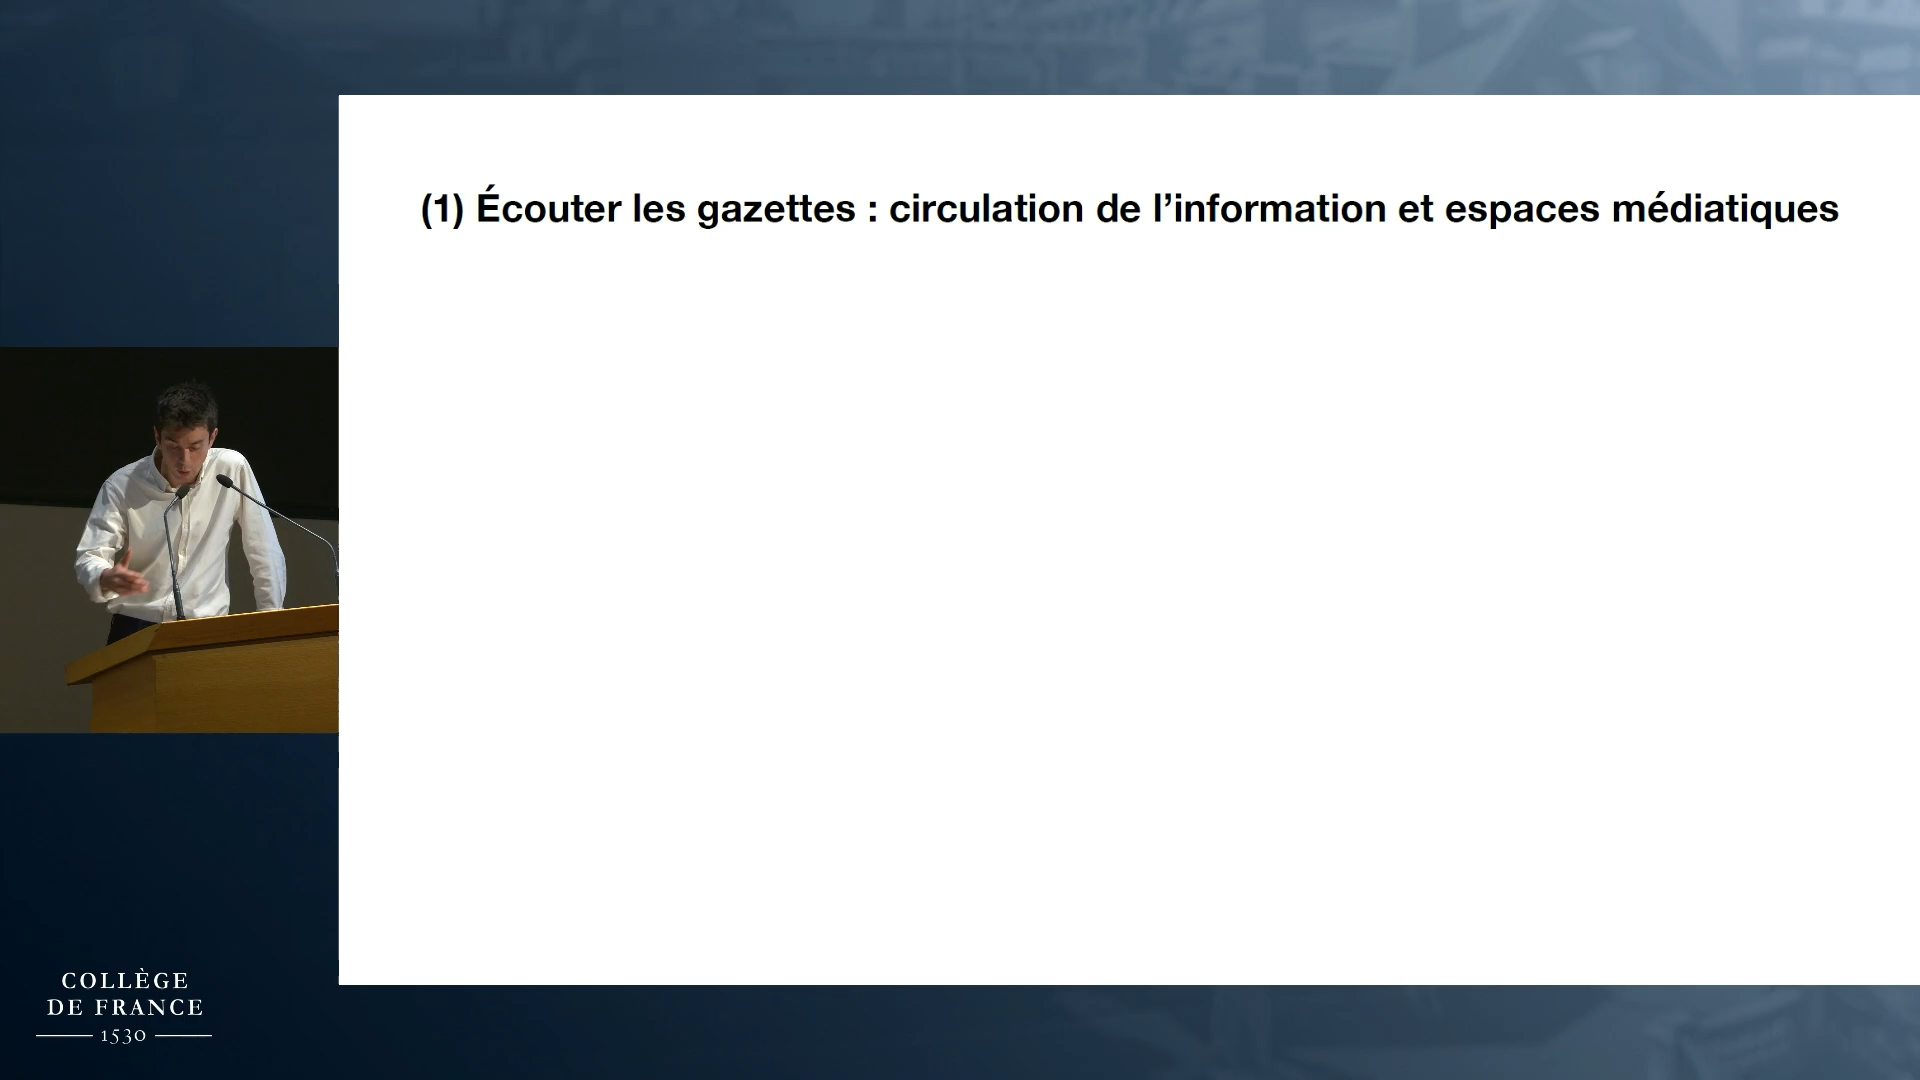 (1) Écouter les gazettes : circulation de l’information et espaces médiatiques
COLLÈGE
DE FRANCE
1530